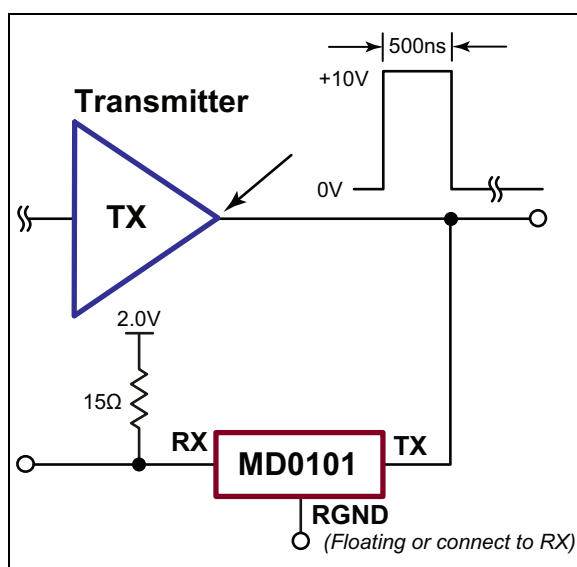 500ns
+10V
Transmitter
TX
0V
2.0V
15Ω
RX
MD0101
TX
RGND
(Floating or connect to RX)